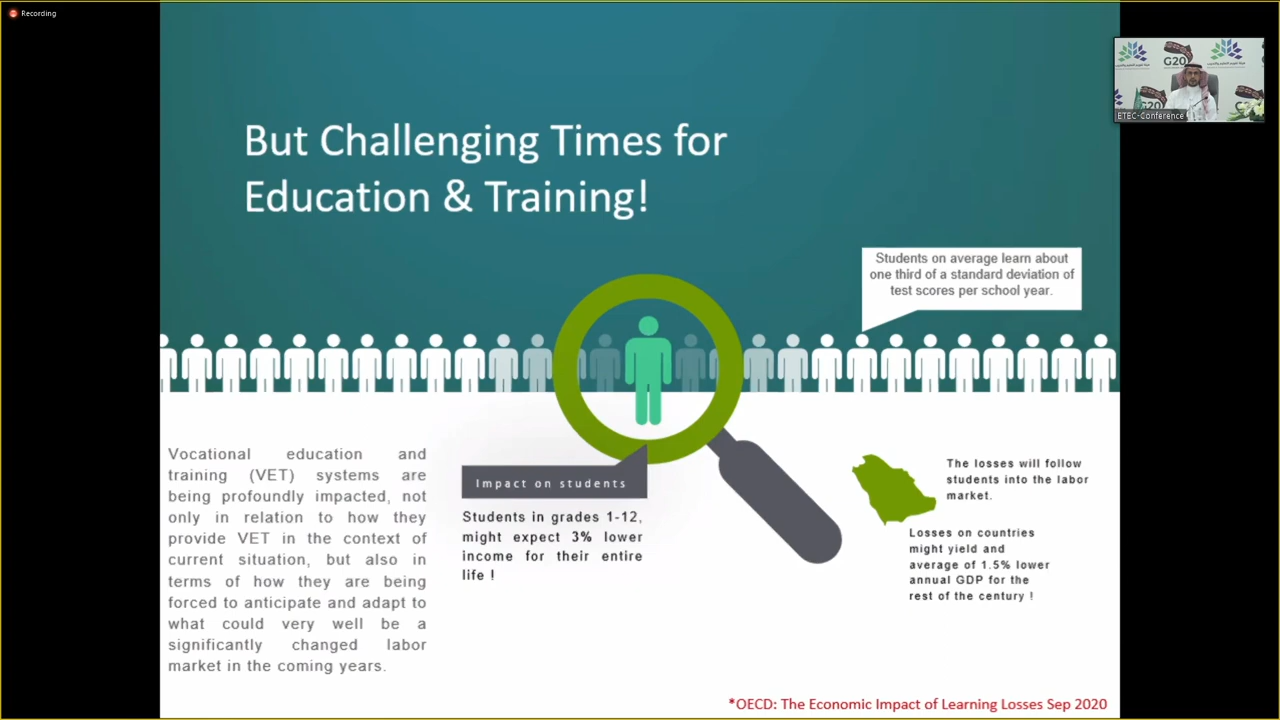 Recording
G20
G20
ETEC-Conference
But Challenging Times for
Education & Training!
Students on average learn about
one third of a standard deviation of
test scores per school year.
Vocational education and
training (VET) systems are
being profoundly impacted, not
only in relation to how they
provide VET in the context of
current situation, but also in
terms of how they are being
forced to anticipate and adapt to
what could very well be a
significantly changed labor
market in the coming years.
Impact on students
Students in grades 1-12,
might expect 3% lower
income for their entire
life !
The losses will follow
students into the labor
market.
Losses on countries
might yield and
average of 1.5% lower
annual GDP for the
rest of the century !
*OECD: The Economic Impact of Learning Losses Sep 2020